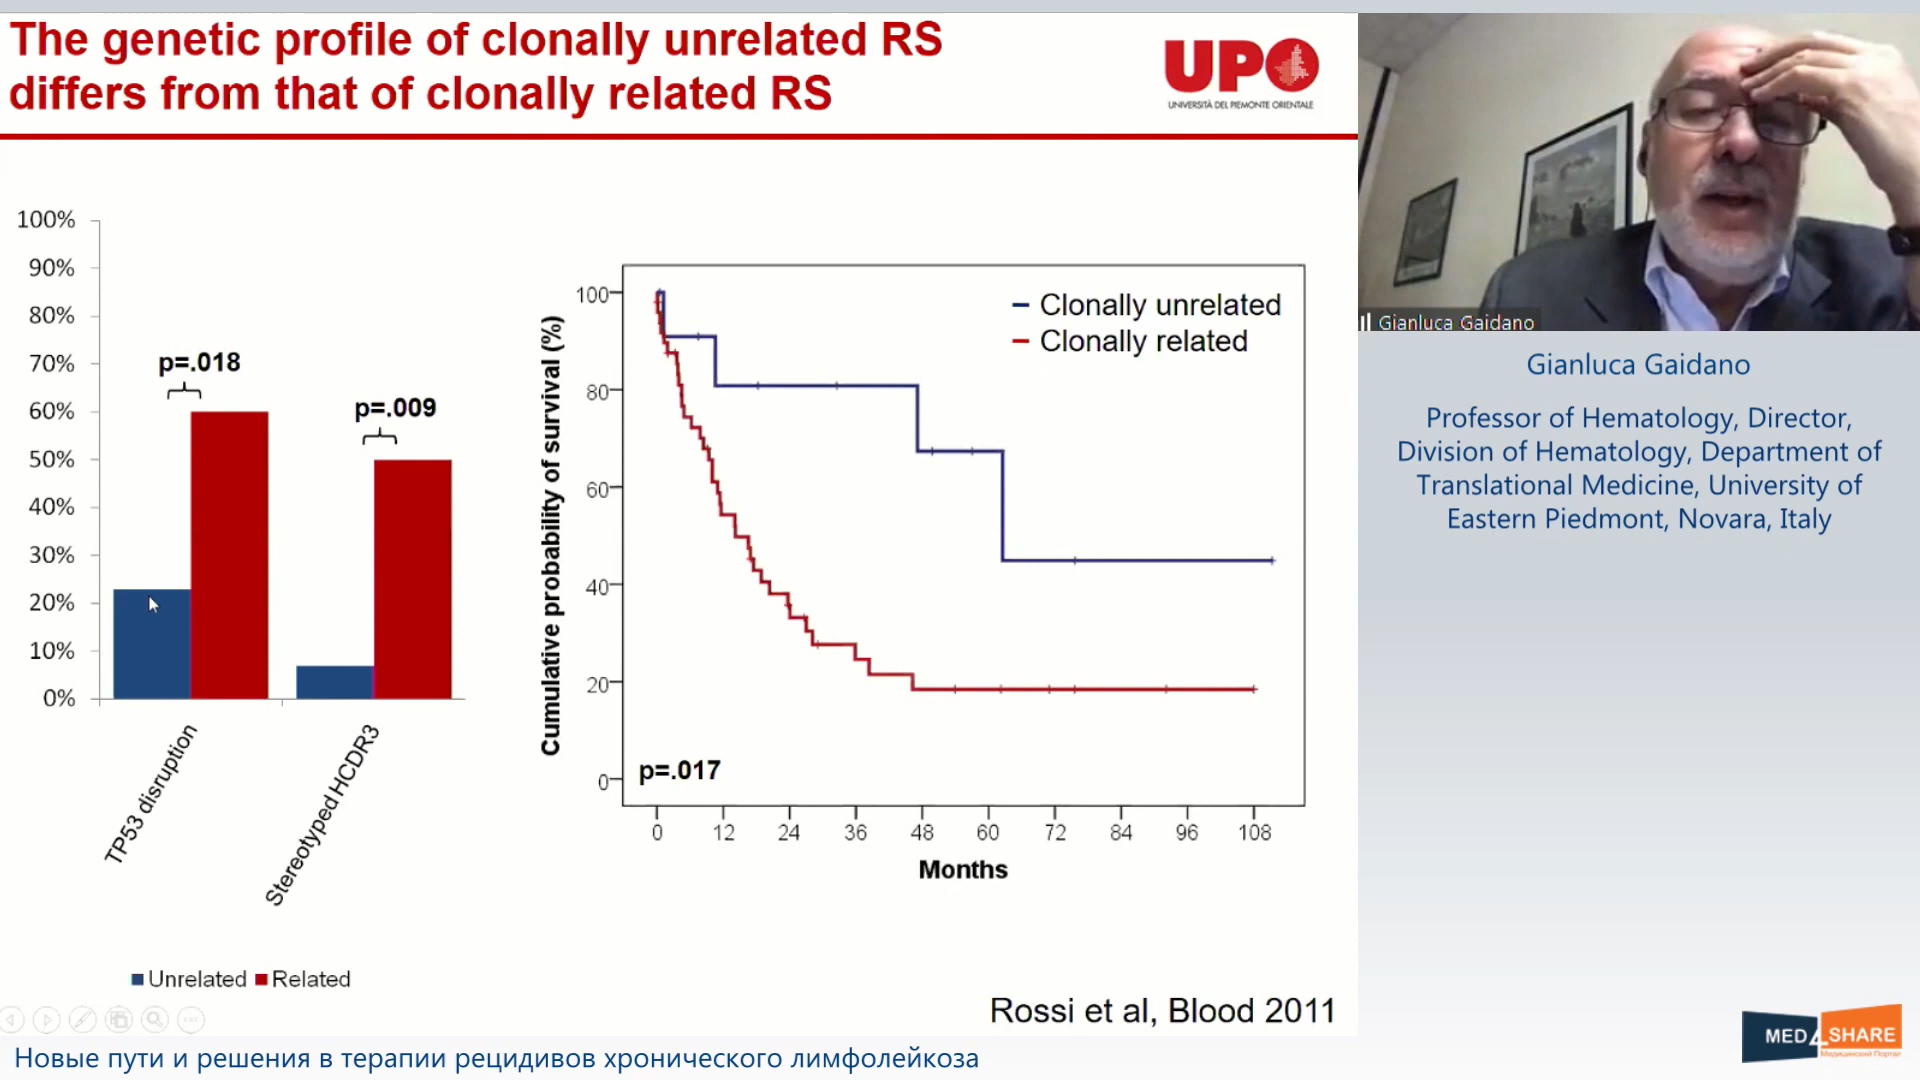 The genetic profile of clonally unrelated RS
differs from that of clonally related RS
UPO
UNIVERSITÀ DEL PIEMONTE ORIENTALE
100%
90%
80%
70%
60%
50%
40%
30%
20%
10%
0%
p=.018
p=.009
TP53 disruption
Stereotyped HCDR3
Unrelated
Related
Cumulative probability of survival (%)
100
80
60
40
20
0
Clonally unrelated
Clonally related
p=.017
0 12 24 36 48 60 72 84 96 108
Months
Rossi et al, Blood 2011
Gianluca Gaidano
Gianluca Gaidano
Professor of Hematology, Director,
Division of Hematology, Department of
Translational Medicine, University of
Eastern Piedmont, Novara, Italy
MED4SHARE
Медицинский Портал
Новые пути и решения в терапии рецидивов хронического лимфолейкоза